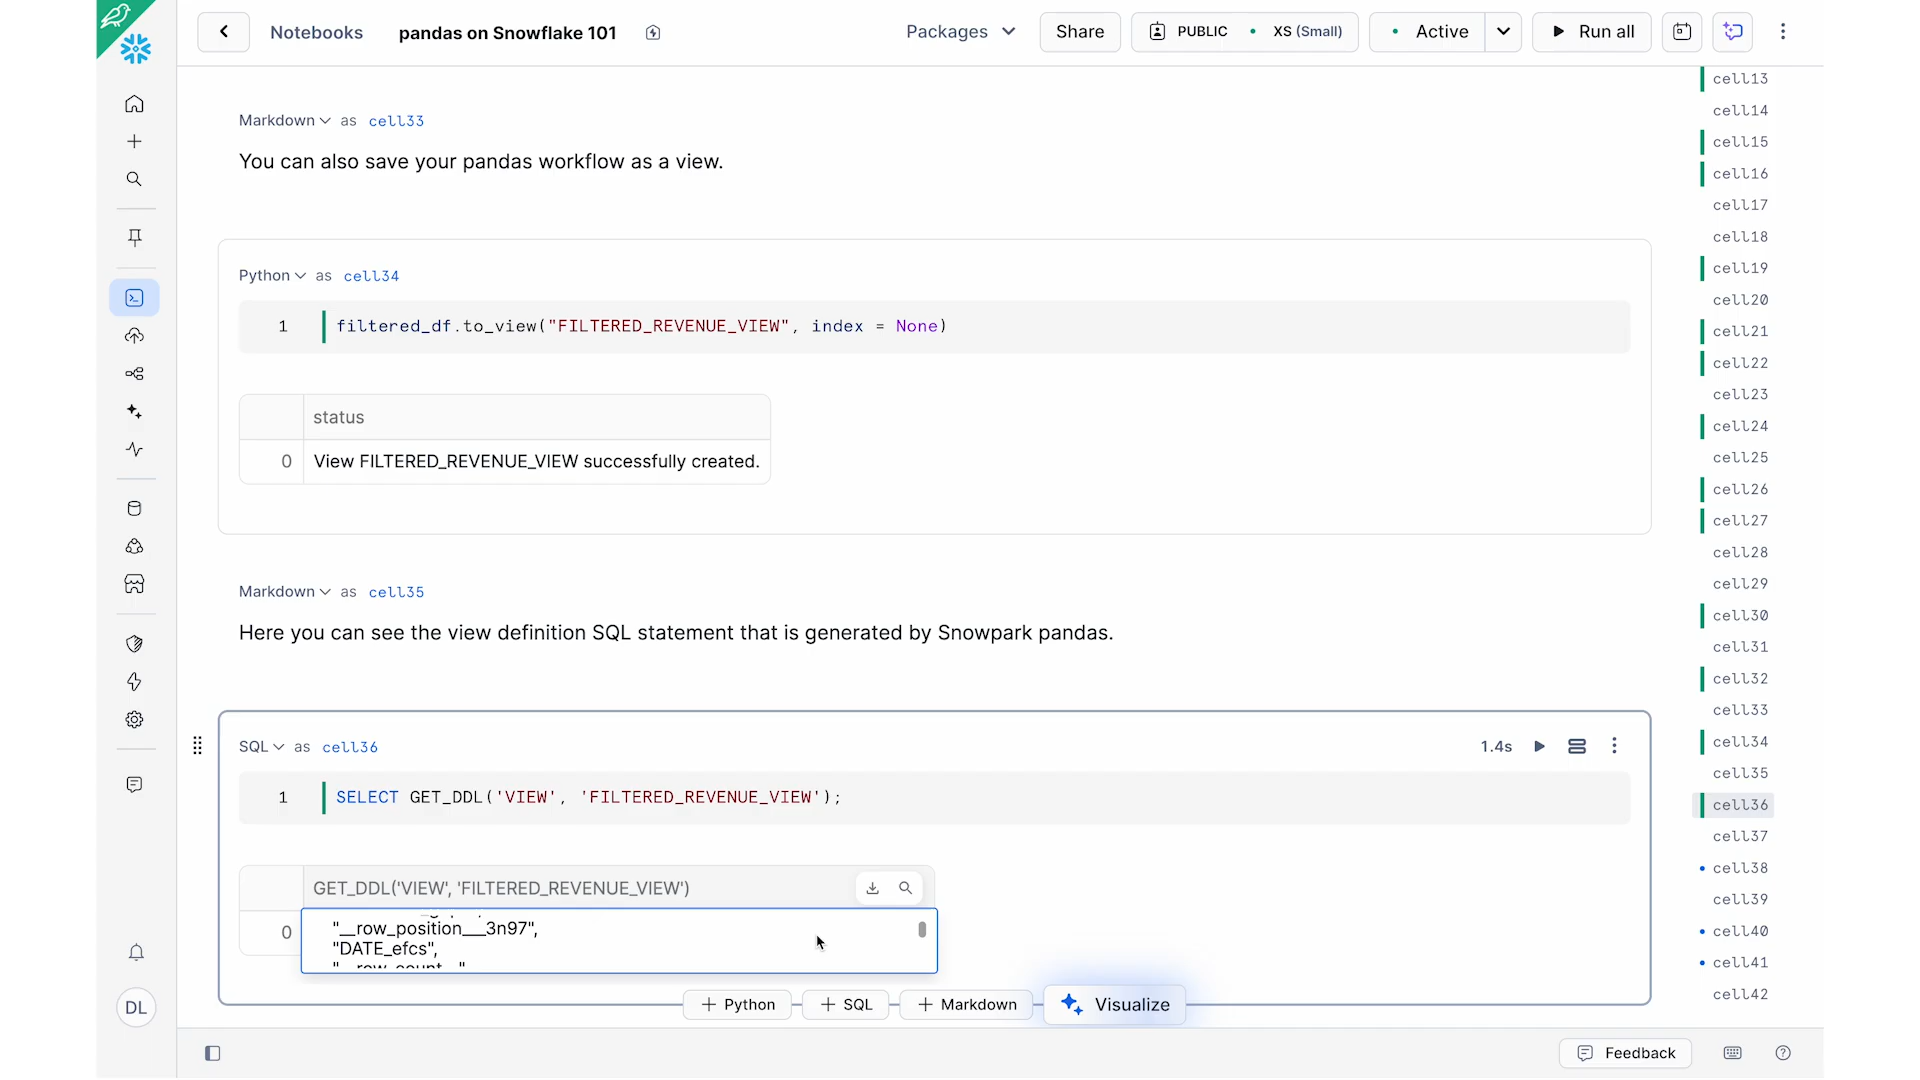 Notebooks
pandas on Snowflake 101
Packages
Share
PUBLIC • XS (Small)
Active
Run all
Markdown as cell33
You can also save your pandas workflow as a view.
Python as cell34
1 filtered_df.to_view("FILTERED_REVENUE_VIEW", index = None)
status
0 View FILTERED_REVENUE_VIEW successfully created.
Markdown as cell35
Here you can see the view definition SQL statement that is generated by Snowpark pandas.
SQL as cell36
1.4s
1 SELECT GET_DDL('VIEW', 'FILTERED_REVENUE_VIEW');
GET_DDL('VIEW', 'FILTERED_REVENUE_VIEW')
0
"__row_position___3n97",
"DATE_efcs",
"__row_count__"
+ Python
+ SQL
+ Markdown
Visualize
cell13
cell14
cell15
cell16
cell17
cell18
cell19
cell20
cell21
cell22
cell23
cell24
cell25
cell26
cell27
cell28
cell29
cell30
cell31
cell32
cell33
cell34
cell35
cell36
cell37
cell38
cell39
cell40
cell41
cell42
DL
Feedback